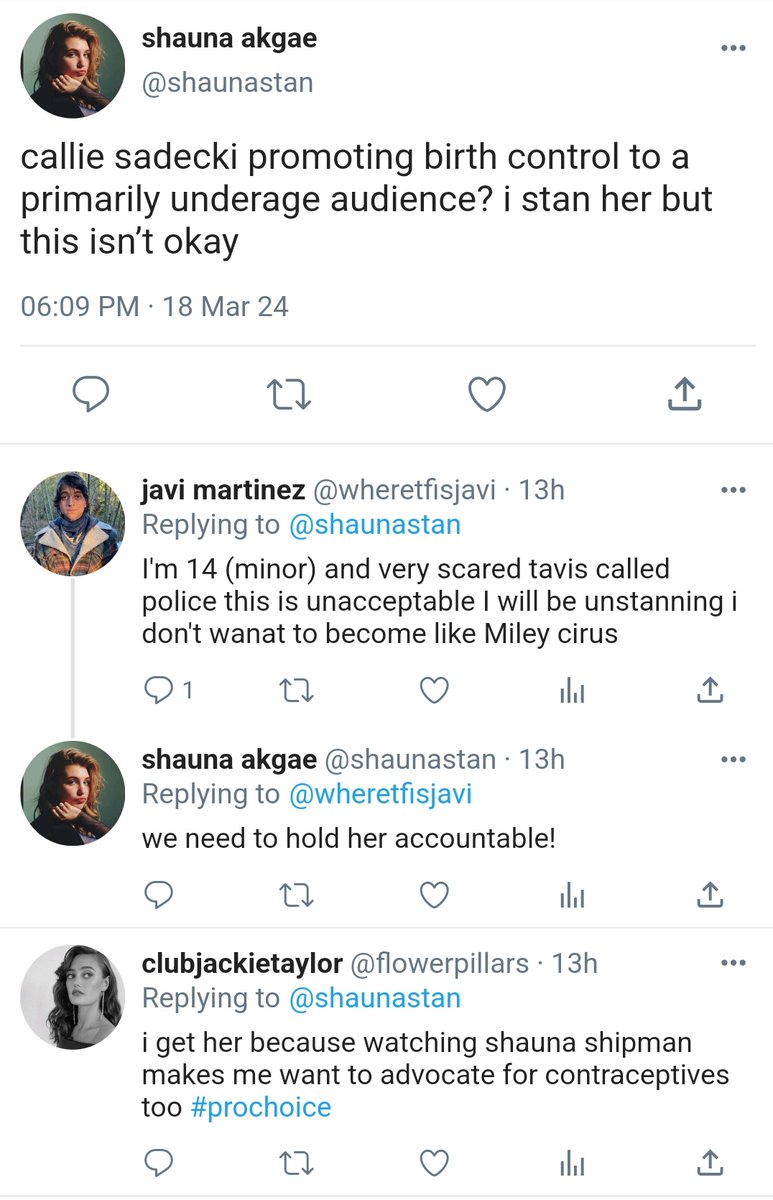 shauna akgae
@shaunastan
callie sadecki promoting birth control to a
primarily underage audience? i stan her but
this isn’t okay
06:09 PM · 18 Mar 24
javi martinez @wheretfisjavi · 13h
Replying to @shaunastan
I'm 14 (minor) and very scared tavis called
police this is unacceptable I will be unstanning i
don't wanat to become like Miley cirus
1
shauna akgae @shaunastan · 13h
Replying to @wheretfisjavi
we need to hold her accountable!
clubjackietaylor @flowerpillars · 13h
Replying to @shaunastan
i get her because watching shauna shipman
makes me want to advocate for contraceptives
too #prochoice